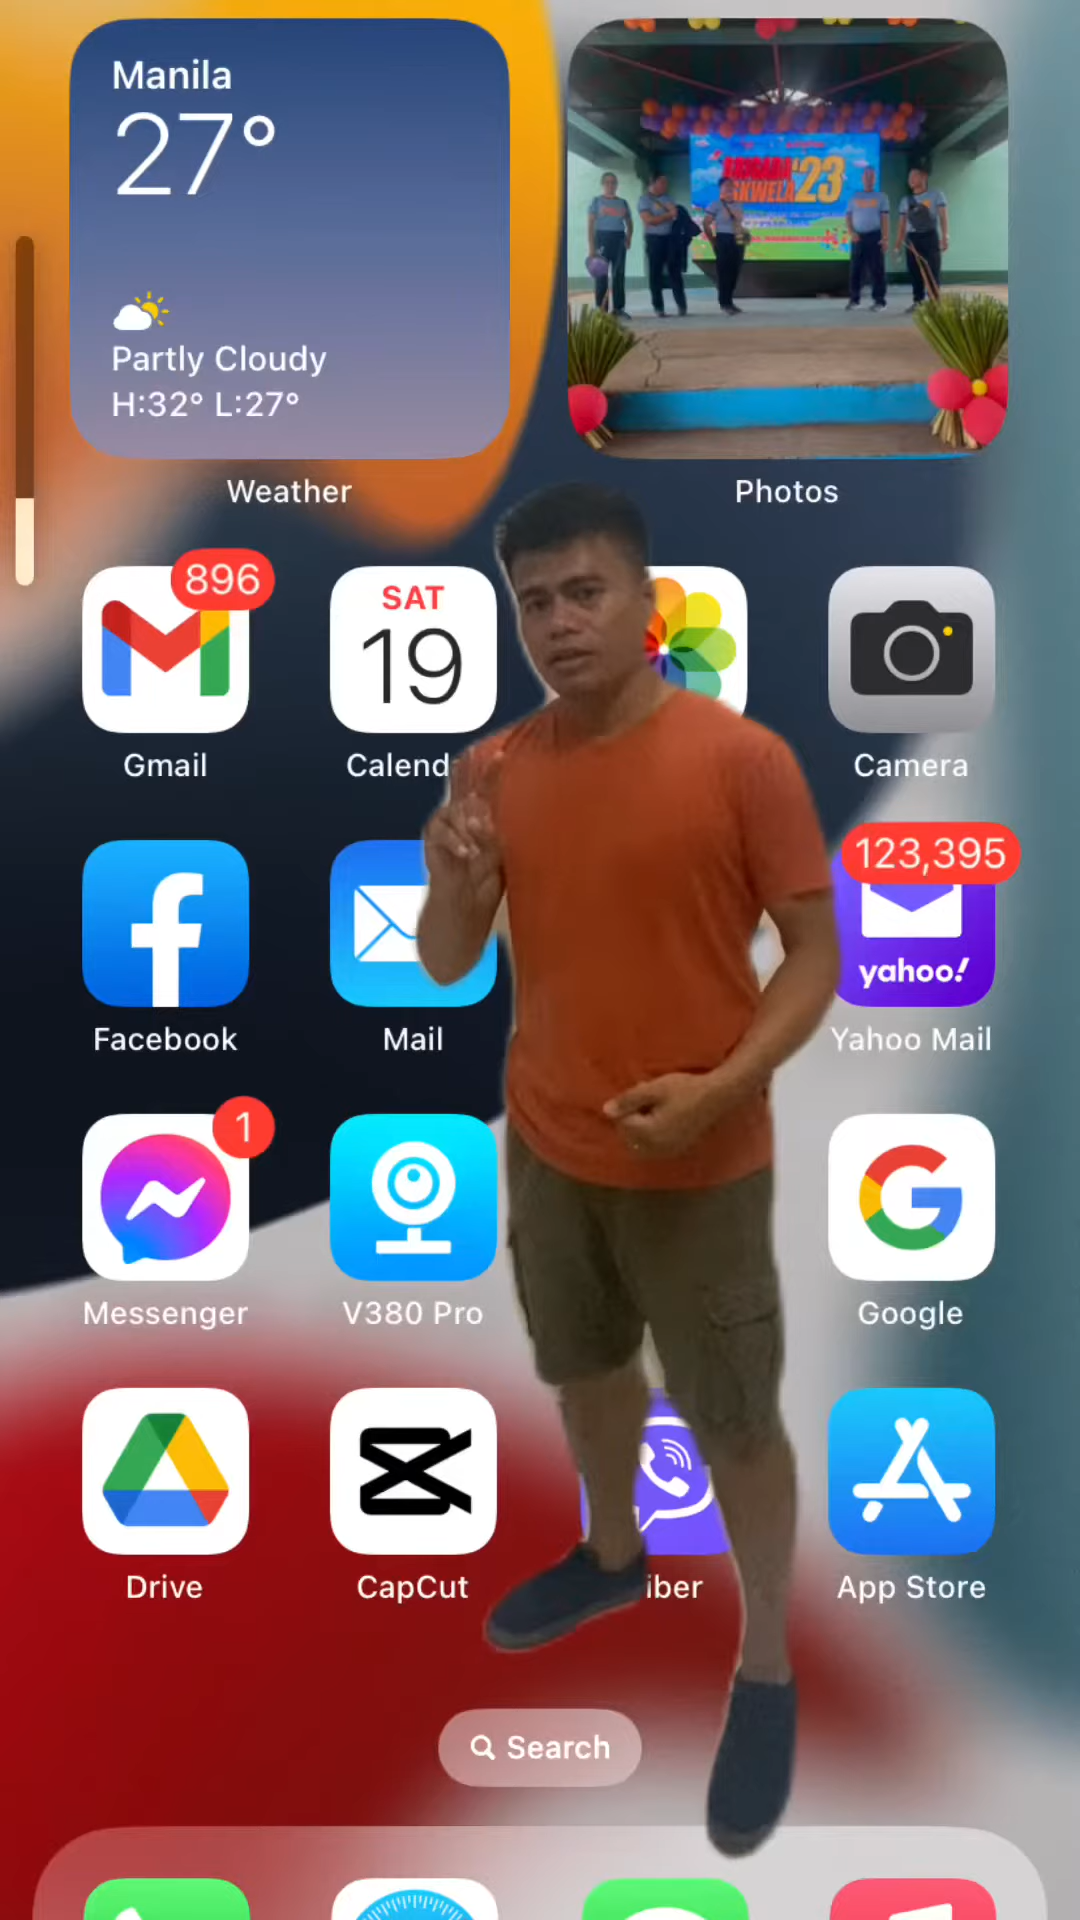 Manila
27°
Partly Cloudy
H:32° L:27°
Weather
'23
Photos
896
Gmail
SAT
19
Calend
Camera
Facebook
Mail
123,395
yahoo!
Yahoo Mail
1
Messenger
V380 Pro
Google
Drive
CapCut
iber
App Store
Search